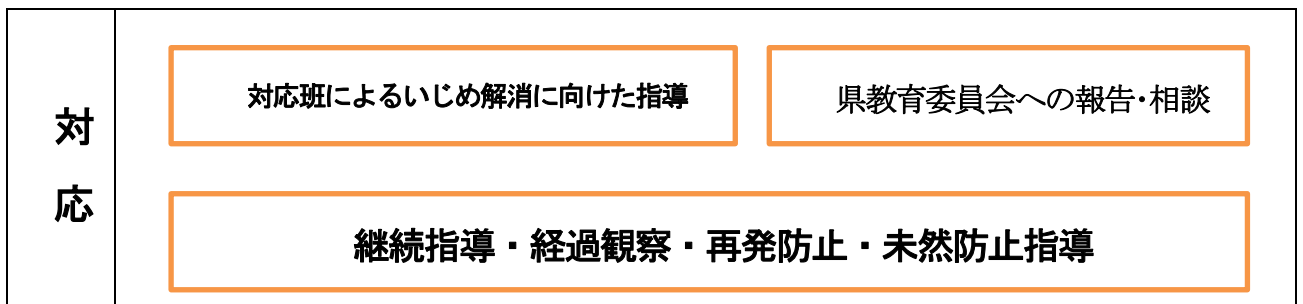 対応
対応班によるいじめ解消に向けた指導
県教育委員会への報告・相談
継続指導・経過観察・再発防止・未然防止指導